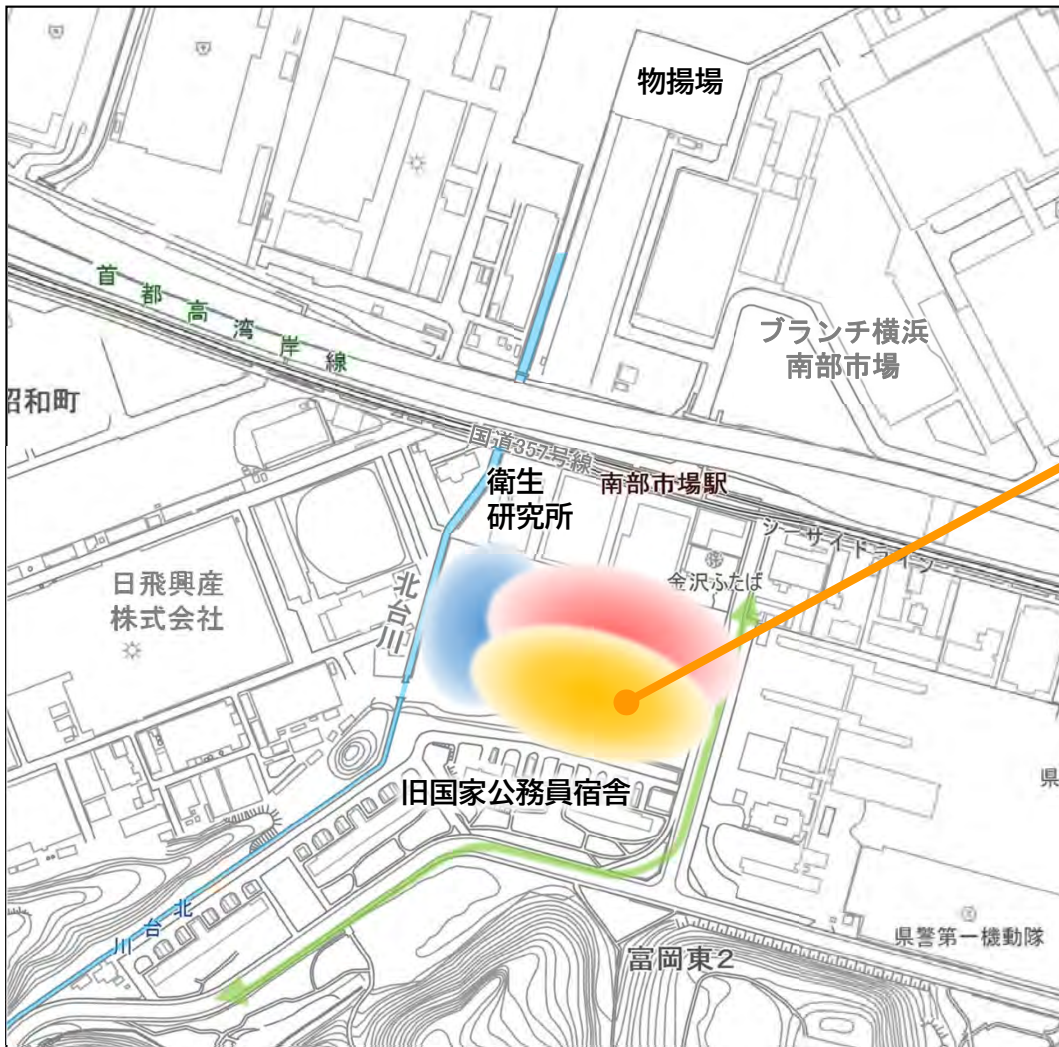 物揚場
首都高湾岸線
ブランチ横浜
南部市場
昭和町
国道357号線
衛生
研究所
南部市場駅
シーサイドライン
金沢ふたば
日飛興産
株式会社
北台川
旧国家公務員宿舎
県
北台川
県警第一機動隊
富岡東2